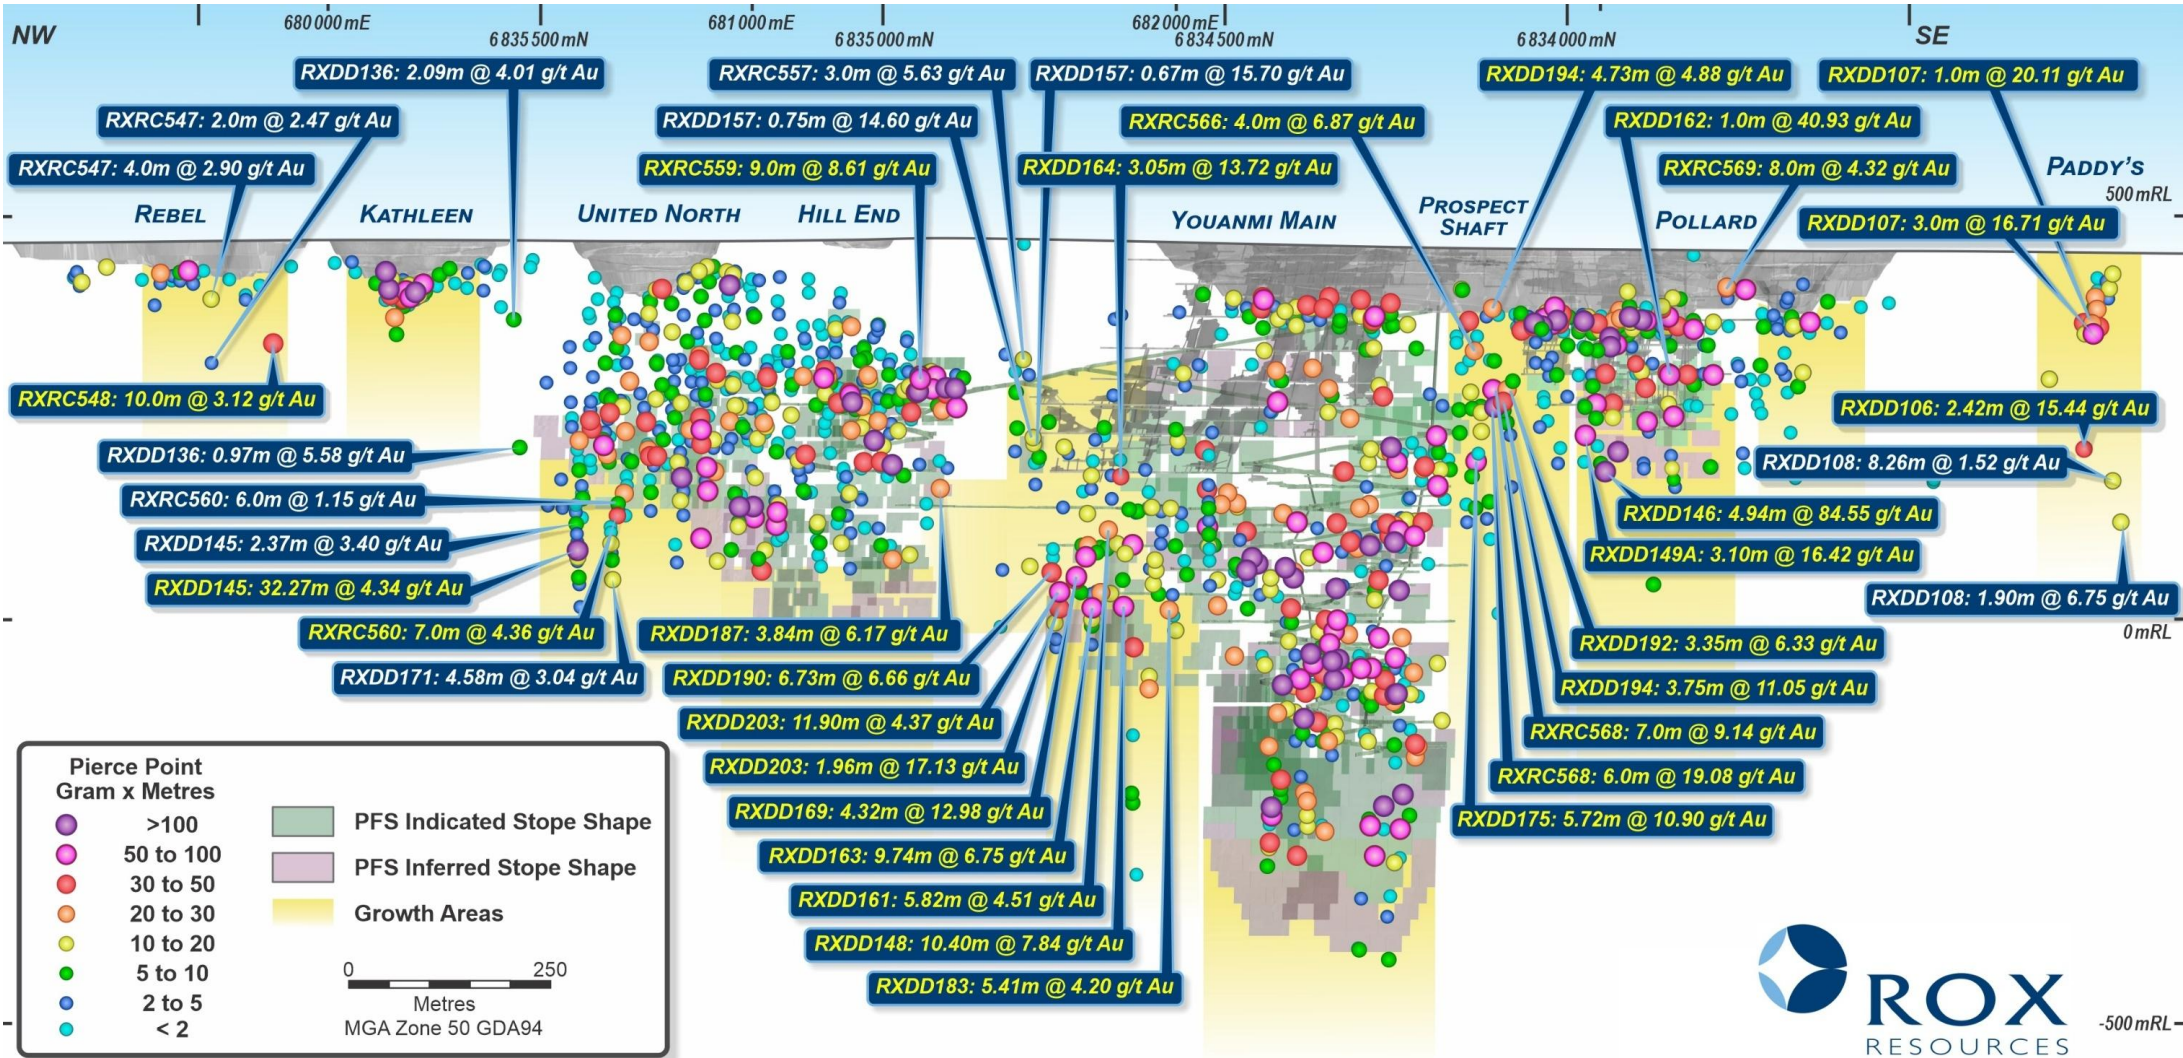 NW
680 000 mE
6 835 500 mN
681 000 mE
6 835 000 mN
682 000 mE
6 834 500 mN
6 834 000 mN
SE
RXDD136: 2.09m @ 4.01 g/t Au
RXRC557: 3.0m @ 5.63 g/t Au
RXDD157: 0.67m @ 15.70 g/t Au
RXDD194: 4.73m @ 4.88 g/t Au
RXDD107: 1.0m @ 20.11 g/t Au
RXRC547: 2.0m @ 2.47 g/t Au
RXDD157: 0.75m @ 14.60 g/t Au
RXRC566: 4.0m @ 6.87 g/t Au
RXDD162: 1.0m @ 40.93 g/t Au
RXRC547: 4.0m @ 2.90 g/t Au
RXRC559: 9.0m @ 8.61 g/t Au
RXDD164: 3.05m @ 13.72 g/t Au
RXRC569: 8.0m @ 4.32 g/t Au
PADDY'S
500 mRL
REBEL
KATHLEEN
UNITED NORTH
HILL END
YOUANMI MAIN
PROSPECT
SHAFT
POLLARD
RXDD107: 3.0m @ 16.71 g/t Au
RXRC548: 10.0m @ 3.12 g/t Au
RXDD106: 2.42m @ 15.44 g/t Au
RXDD136: 0.97m @ 5.58 g/t Au
RXDD108: 8.26m @ 1.52 g/t Au
RXRC560: 6.0m @ 1.15 g/t Au
RXDD146: 4.94m @ 84.55 g/t Au
RXDD145: 2.37m @ 3.40 g/t Au
RXDD149A: 3.10m @ 16.42 g/t Au
RXDD145: 32.27m @ 4.34 g/t Au
RXDD108: 1.90m @ 6.75 g/t Au
RXRC560: 7.0m @ 4.36 g/t Au
RXDD187: 3.84m @ 6.17 g/t Au
RXDD192: 3.35m @ 6.33 g/t Au
0 mRL
RXDD171: 4.58m @ 3.04 g/t Au
RXDD190: 6.73m @ 6.66 g/t Au
RXDD194: 3.75m @ 11.05 g/t Au
RXDD203: 11.90m @ 4.37 g/t Au
RXRC568: 7.0m @ 9.14 g/t Au
RXDD203: 1.96m @ 17.13 g/t Au
RXRC568: 6.0m @ 19.08 g/t Au
RXDD169: 4.32m @ 12.98 g/t Au
RXDD175: 5.72m @ 10.90 g/t Au
RXDD163: 9.74m @ 6.75 g/t Au
RXDD161: 5.82m @ 4.51 g/t Au
RXDD148: 10.40m @ 7.84 g/t Au
RXDD183: 5.41m @ 4.20 g/t Au
Pierce Point
Gram x Metres
>100
50 to 100
30 to 50
20 to 30
10 to 20
5 to 10
2 to 5
< 2
PFS Indicated Stope Shape
PFS Inferred Stope Shape
Growth Areas
0 250
Metres
MGA Zone 50 GDA94
ROX
RESOURCES
-500 mRL